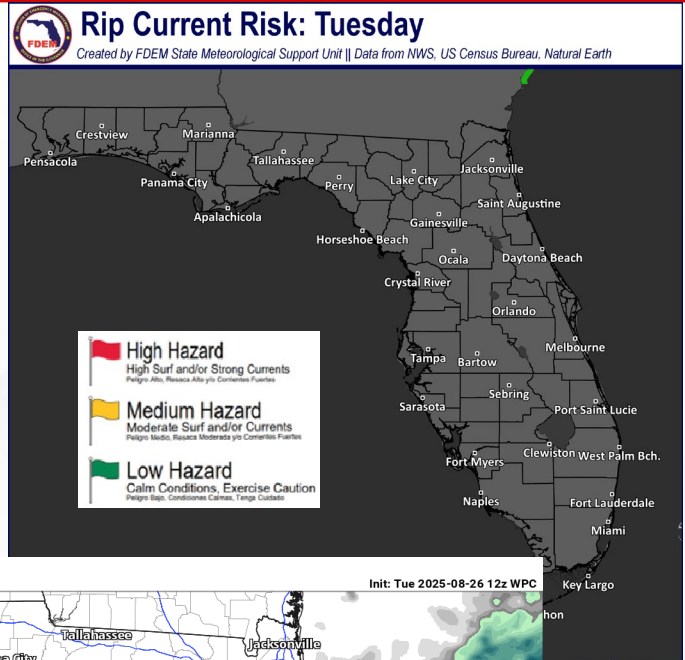 Rip Current Risk: Tuesday
Created by FDEM State Meteorological Support Unit || Data from NWS, US Census Bureau, Natural Earth
FDEM
Crestview
Marianna
Pensacola
Tallahassee
Jacksonville
Panama City
Perry
Lake City
Apalachicola
Saint Augustine
Gainesville
Horseshoe Beach
Ocala
Daytona Beach
Crystal River
Orlando
High Hazard
High Surf and/or Strong Currents
Peligro Alto, Resaca Alta y/o Corrientes Fuertes
Medium Hazard
Moderate Surf and/or Currents
Peligro Medio, Resaca Moderada y/o Corrientes Fuertes
Low Hazard
Calm Conditions, Exercise Caution
Peligro Bajo, Condiciones Calmas, Tenga Cuidado
Tampa
Bartow
Melbourne
Sebring
Sarasota
Port Saint Lucie
Fort Myers
Clewiston
West Palm Bch.
Naples
Fort Lauderdale
Miami
Key Largo
hon
Init: Tue 2025-08-26 12z WPC
Tallahassee
Jacksonville
a City